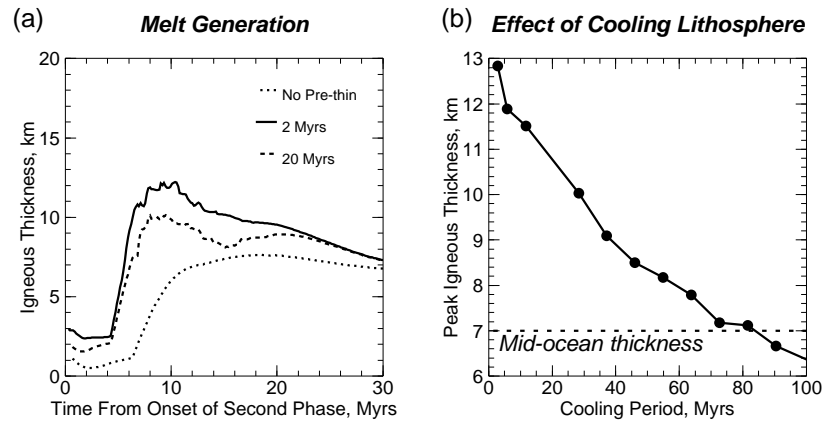 (a)
Melt Generation
20
15
10
5
0
0
10
20
30
Igneous Thickness, km
Time From Onset of Second Phase, Myrs
No Pre-thin
2 Myrs
20 Myrs
(b)
Effect of Cooling Lithosphere
13
12
11
10
9
8
7
6
0
20
40
60
80
100
Peak Igneous Thickness, km
Cooling Period, Myrs
Mid-ocean thickness